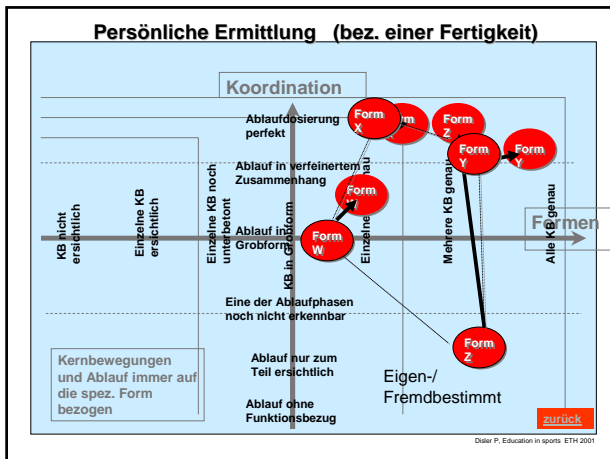 Persönliche Ermittlung (bez. einer Fertigkeit)
Koordination
Ablaufdosierung
perfekt
Form
X
Form
Z
Form
Y
Form
Y
Ablauf in verfeinertem
Zusammenhang
Form
KB nicht
ersichtlich
Einzelne KB
ersichtlich
Einzelne KB noch
unterbetont
KB in Grobform
Einzelne genau
Mehrere KB genau
Alle KB genau
Formen
Ablauf in
Grobform
Form
W
Eine der Ablaufphasen
noch nicht erkennbar
Form
Z
Kernbewegungen
und Ablauf immer auf
die spez. Form
bezogen
Ablauf nur zum
Teil ersichtlich
Eigen-/
Fremdbestimmt
Ablauf ohne
Funktionsbezug
zurück
Disler P, Education in sports ETH 2001